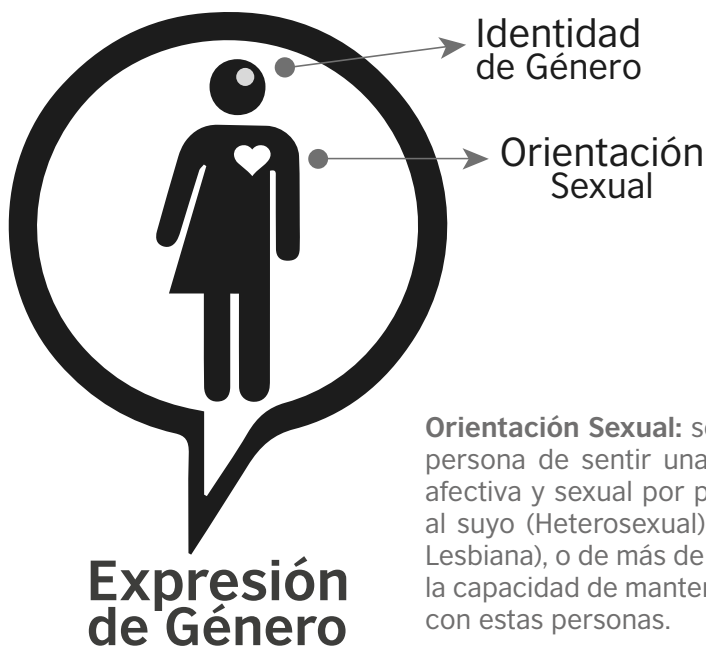 Identidad
de Género
Orientación
Sexual
Orientación Sexual:
persona de sentir una
afectiva y sexual por
al suyo (Heterosexual)
Lesbiana), o de más de
la capacidad de
con estas personas.
Expresión
de Género